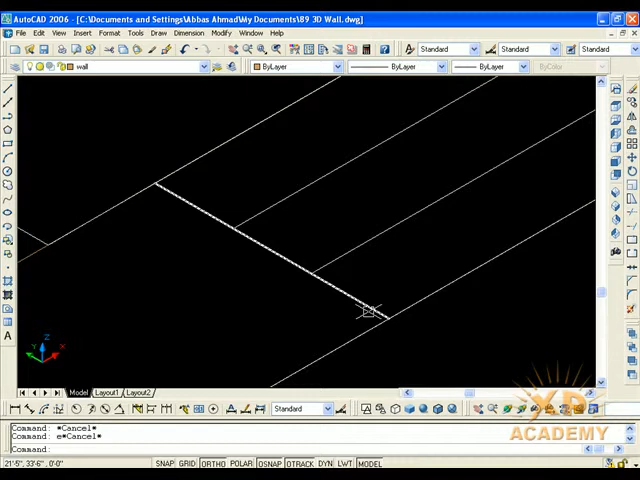 AutoCAD 2006 - [C:\Documents and Settings\Abbas Ahmad\My Documents\89 3D Wall.dwg]
File Edit View Insert Format Tools Draw Dimension Modify Window Help
Standard Standard Standard
wall ByLayer ByLayer ByLayer ByColor
Z
Y X
Model Layout1 Layout2
Standard
XD
ACADEMY
Command: *Cancel*
Command: e*Cancel*
Command:
21'-5", 33'-6", 0'-0" SNAP GRID ORTHO POLAR OSNAP OTRACK DYN LWT MODEL